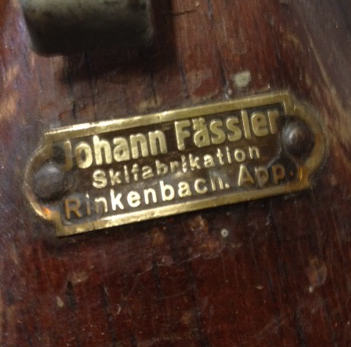 Johann Fässler
Skifabrikation
Rinkenbach. App.